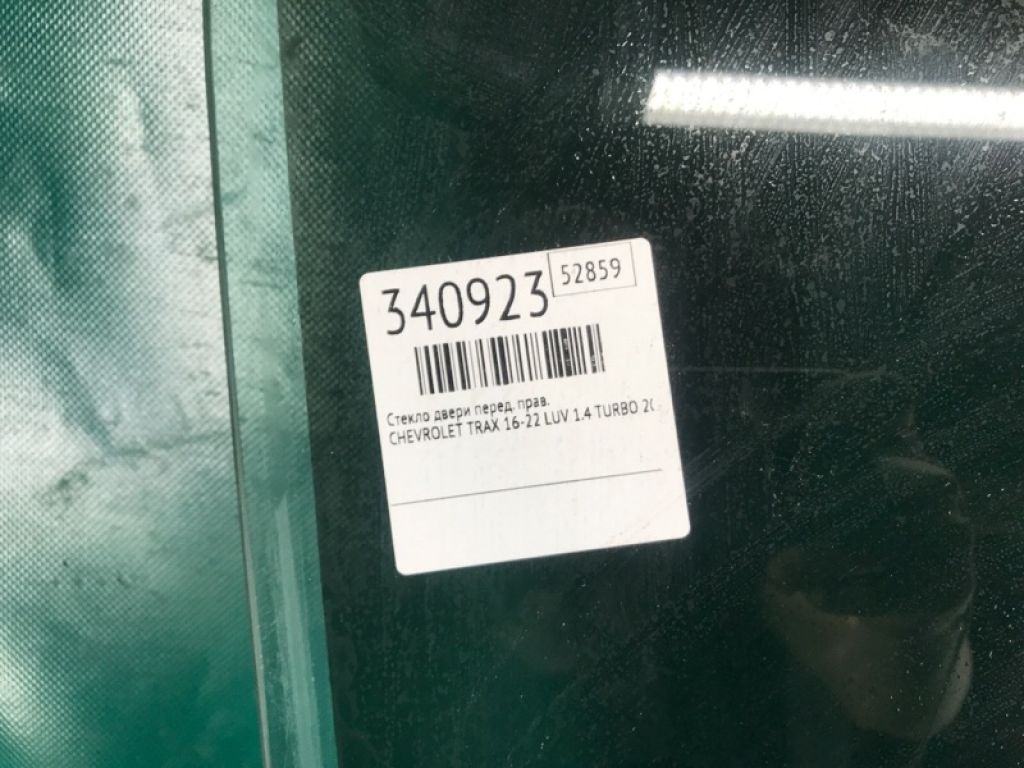 340923
52859
Стекло двери перед. прав.
CHEVROLET TRAX 16-22 LUV 1.4 TURBO